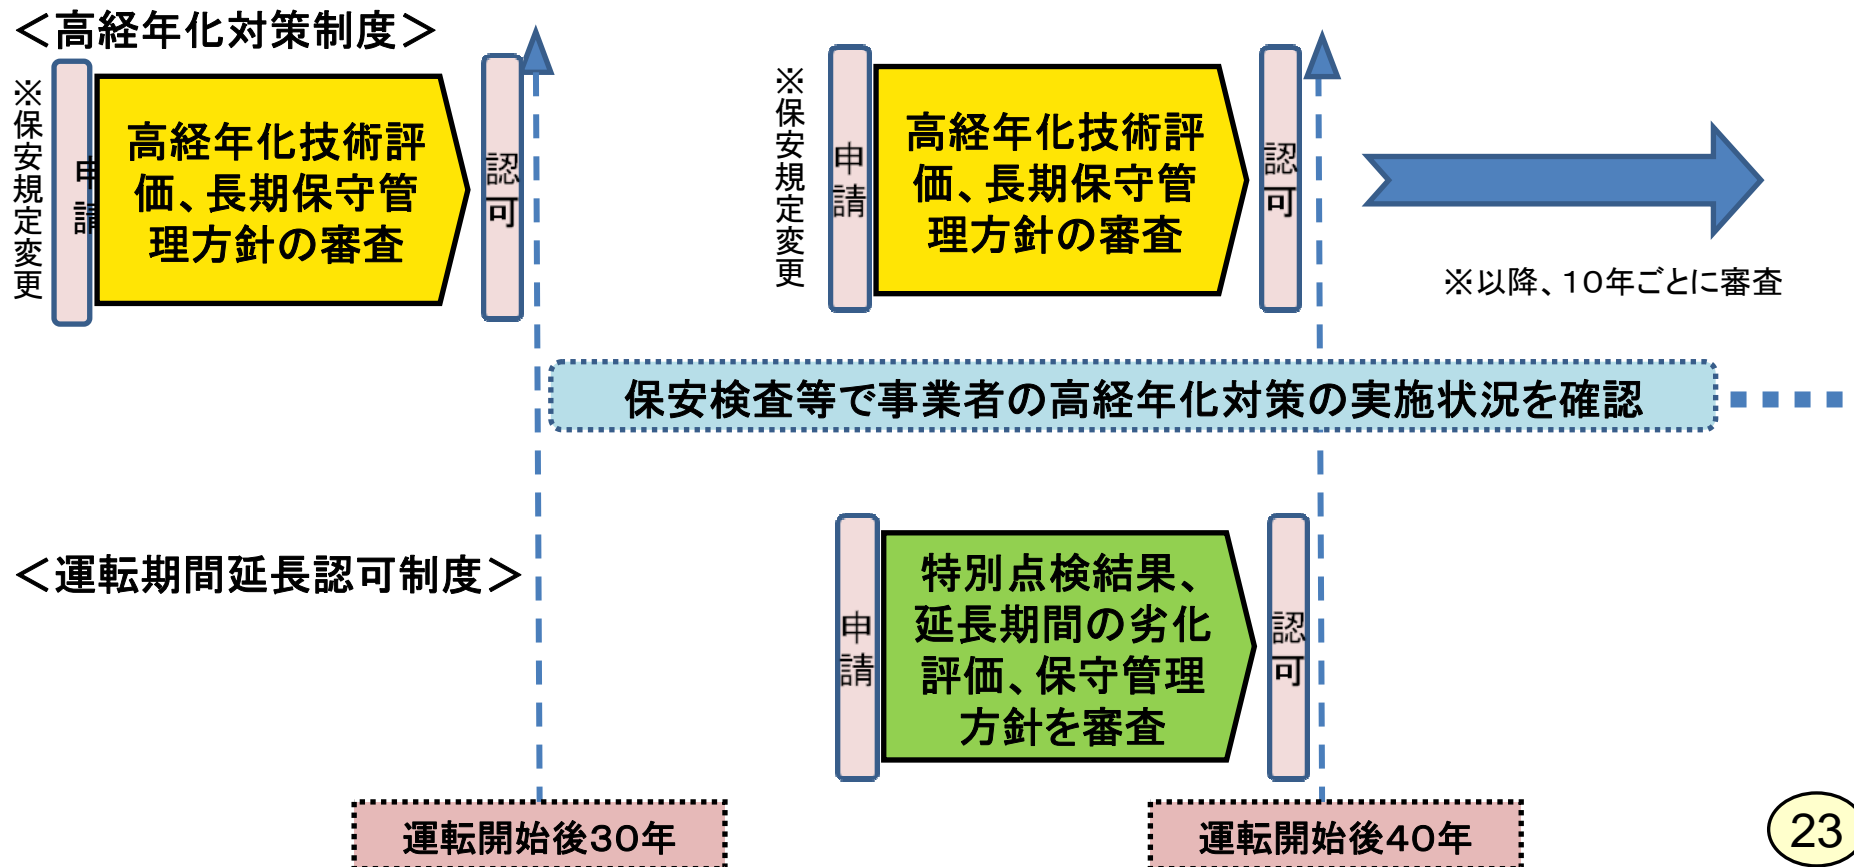 ＜高経年化対策制度＞
※保安規定変更
申請
高経年化技術評
価、長期保守管
理方針の審査
認可
※保安規定変更
申請
高経年化技術評
価、長期保守管
理方針の審査
認可
※以降、１０年ごとに審査
保安検査等で事業者の高経年化対策の実施状況を確認
＜運転期間延長認可制度＞
申請
特別点検結果、
延長期間の劣化
評価、保守管理
方針を審査
認可
運転開始後３０年
運転開始後４０年
23